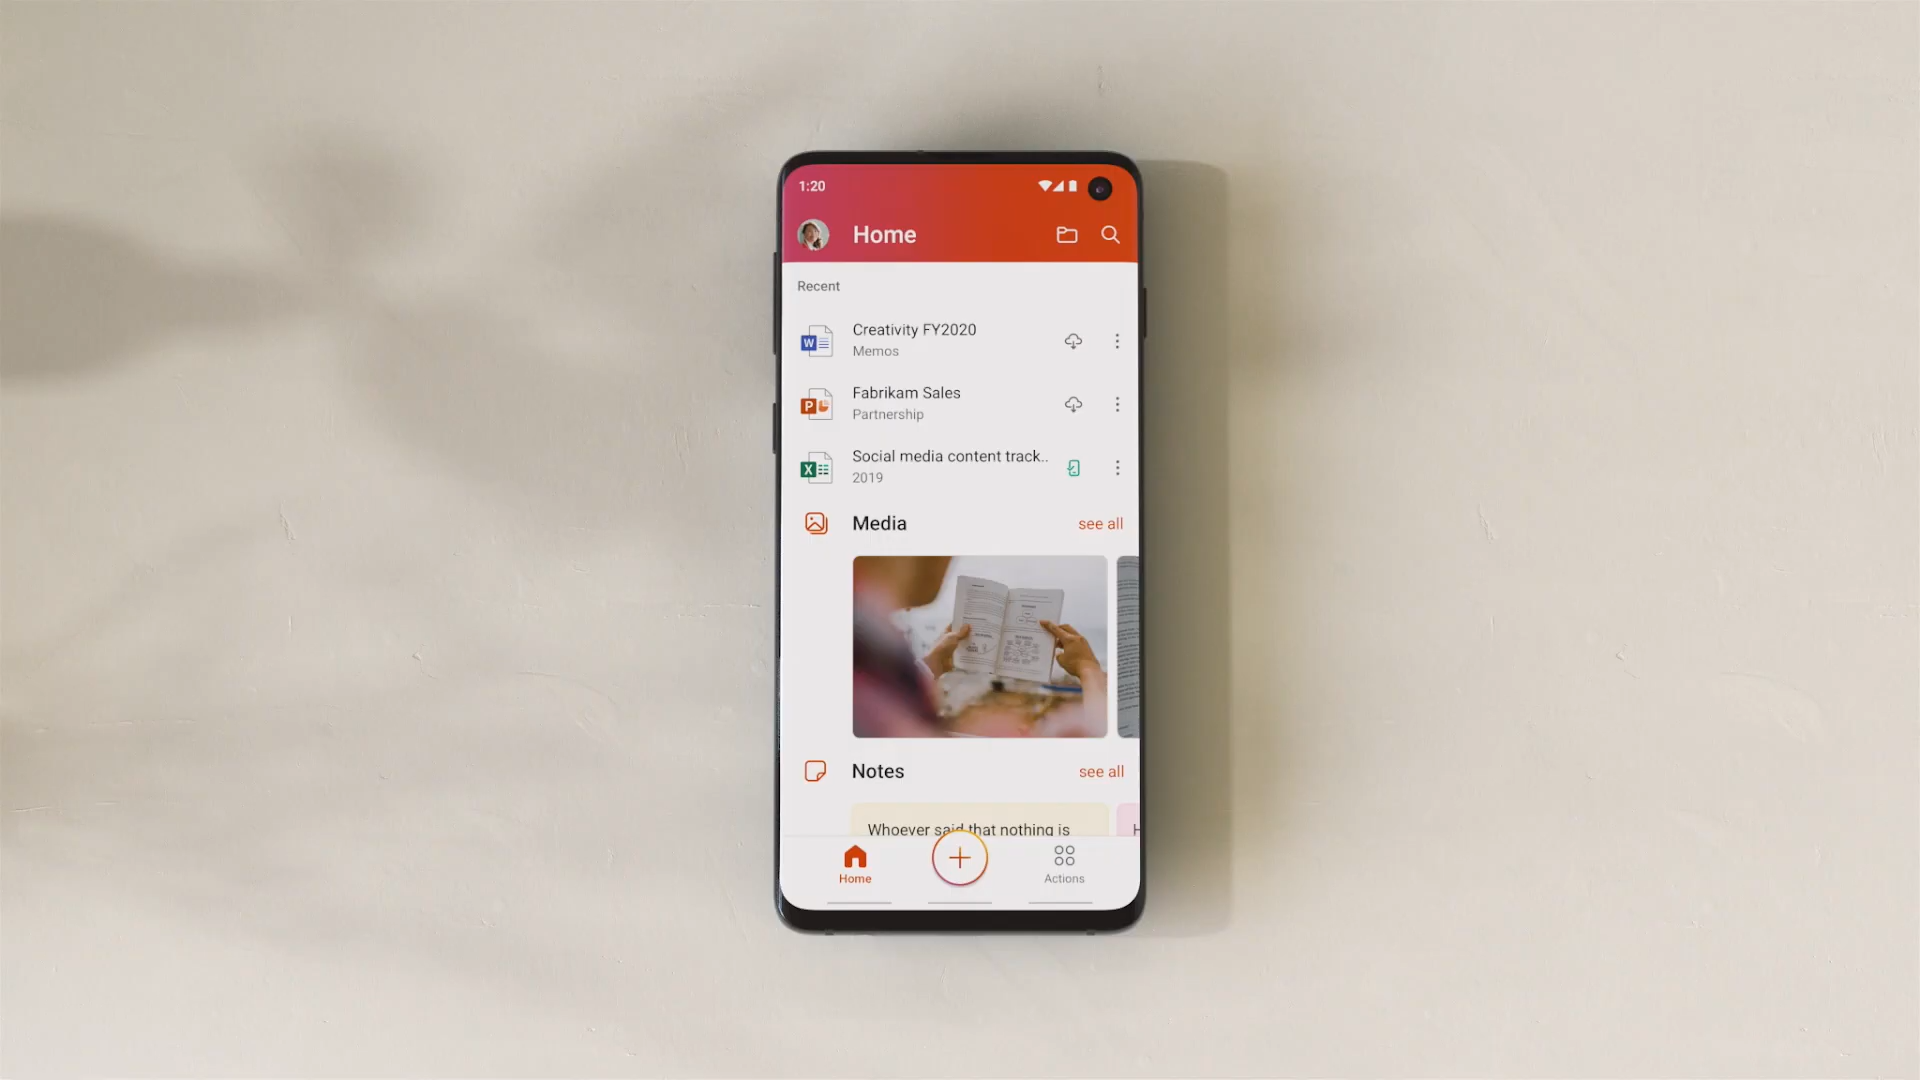 1:20
Home
Recent
W
Creativity FY2020
Memos
P
Fabrikam Sales
Partnership
X
Social media content track..
2019
Media
see all
Notes
see all
Whoever said that nothing is
H
Home
Actions